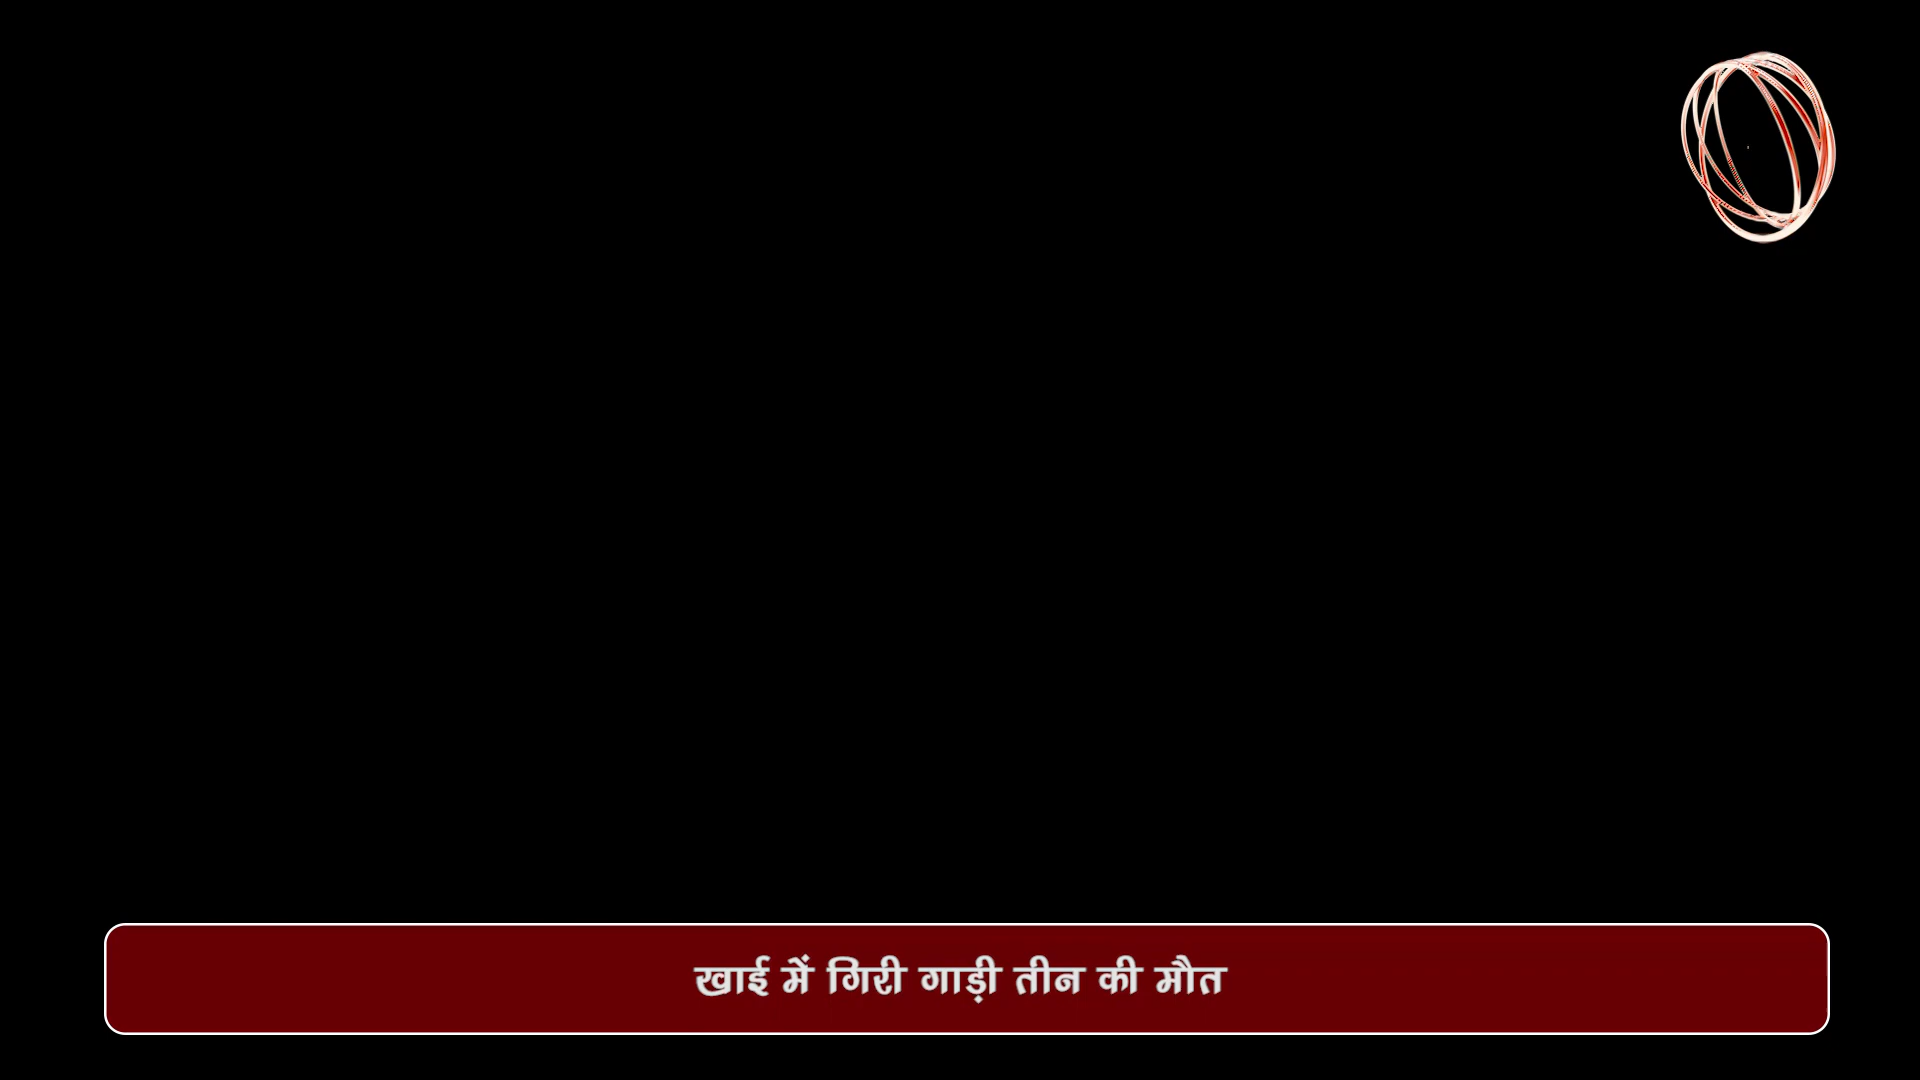 खाई में गिरी गाड़ी तीन की मौत